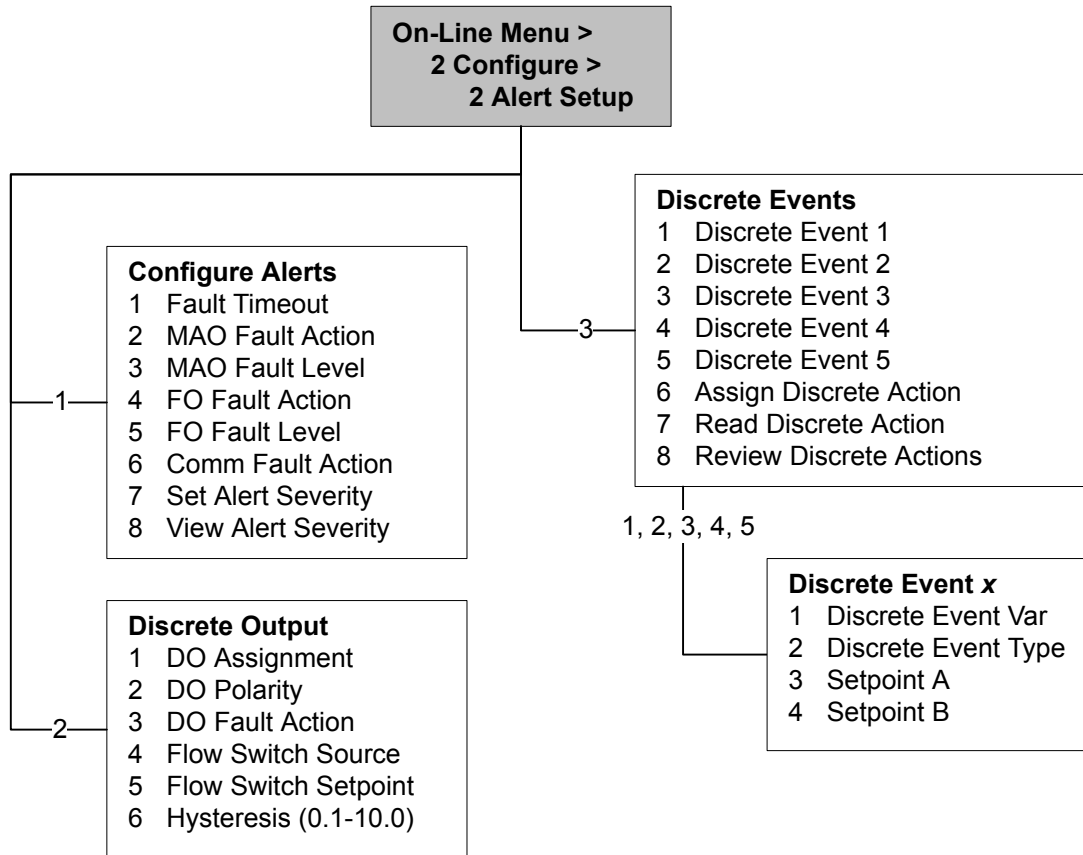 On-Line Menu >
2 Configure >
2 Alert Setup
Configure Alerts
1 Fault Timeout
2 MAO Fault Action
3 MAO Fault Level
4 FO Fault Action
5 FO Fault Level
6 Comm Fault Action
7 Set Alert Severity
8 View Alert Severity
1
Discrete Output
1 DO Assignment
2 DO Polarity
3 DO Fault Action
4 Flow Switch Source
5 Flow Switch Setpoint
6 Hysteresis (0.1-10.0)
2
Discrete Events
1 Discrete Event 1
2 Discrete Event 2
3 Discrete Event 3
4 Discrete Event 4
5 Discrete Event 5
6 Assign Discrete Action
7 Read Discrete Action
8 Review Discrete Actions
3
1, 2, 3, 4, 5
Discrete Event x
1 Discrete Event Var
2 Discrete Event Type
3 Setpoint A
4 Setpoint B